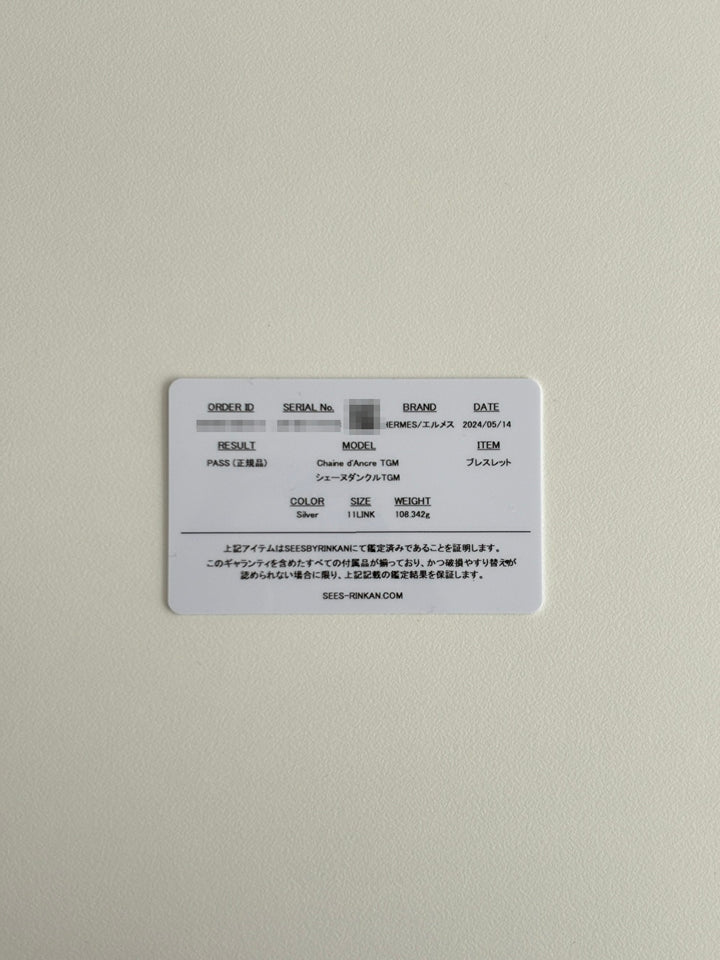 ORDER ID SERIAL No. BRAND DATE
HERMES/エルメス 2024/05/14
RESULT MODEL ITEM
PASS (正規品) Chaine d'Ancre TGM ブレスレット
シェーヌダンクルTGM
COLOR SIZE WEIGHT
Silver 11LINK 108.342g
上記アイテムはSEESBYRINKANにて鑑定済みであることを証明します。
このギャランティを含めたすべての付属品が揃っており、かつ破損やすり替えが
認められない場合に限り、上記記載の鑑定結果を保証します。
SEES-RINKAN.COM